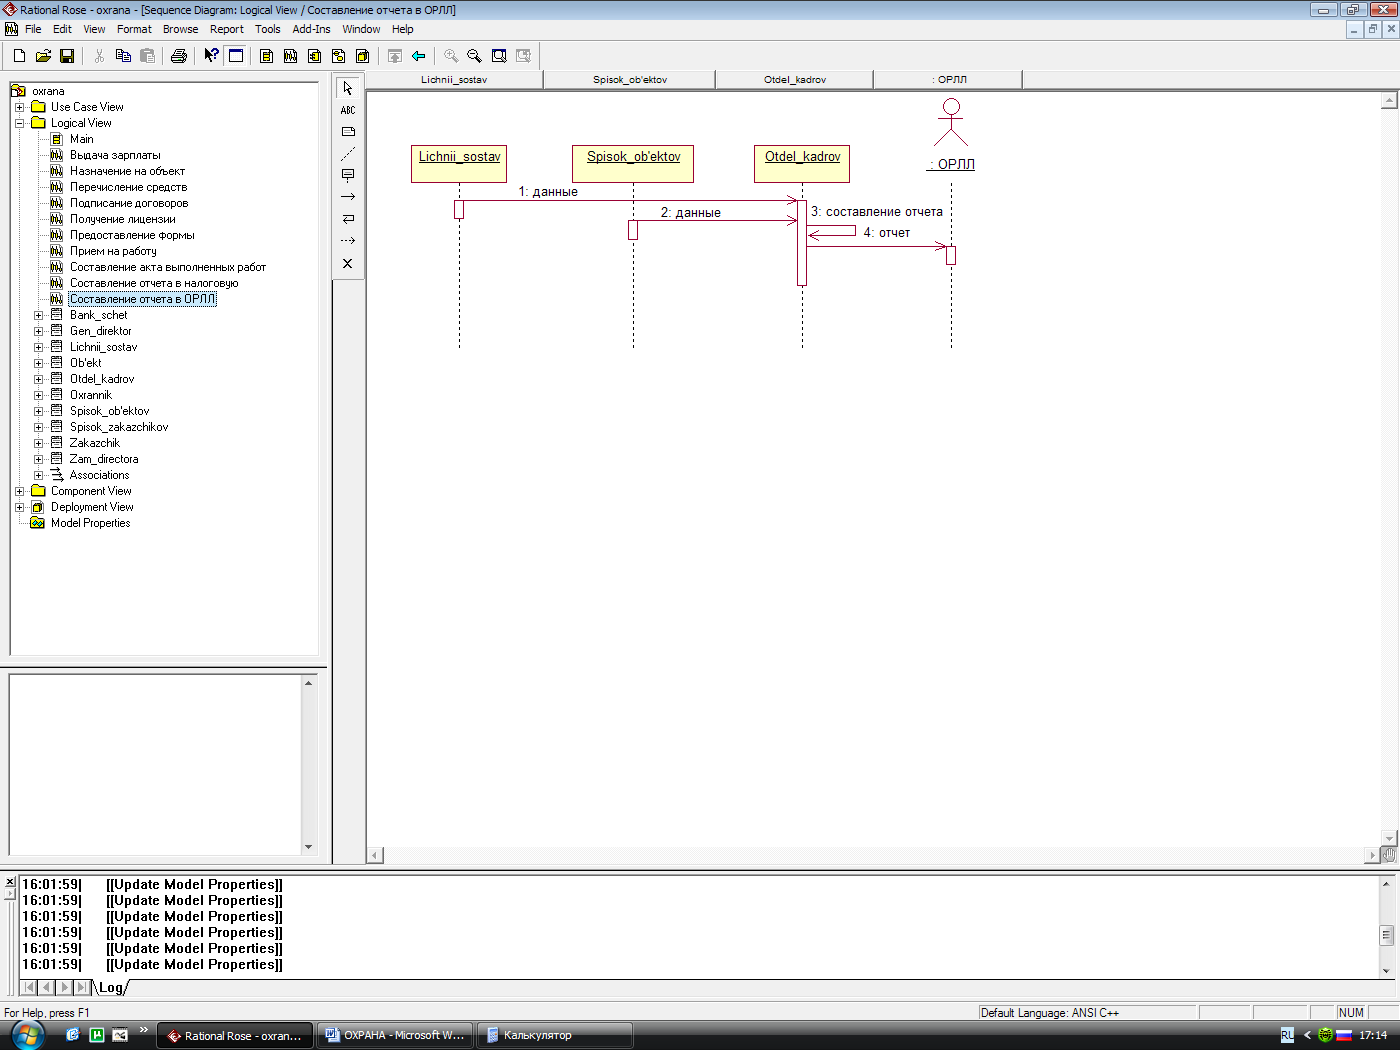 Rational Rose - oxrana - [Sequence Diagram: Logical View / Составление отчета в ОРЛЛ]
File Edit View Format Browse Report Tools Add-Ins Window Help
Lichnii_sostav Spisok_ob'ektov Otdel_kadrov : ОРЛЛ
oxrana
Use Case View
Logical View
Main
Выдача зарплаты
Назначение на объект
Перечисление средств
Подписание договоров
Получение лицензии
Предоставление формы
Прием на работу
Составление акта выполненных работ
Составление отчета в налоговую
Составление отчета в ОРЛЛ
Bank_schet
Gen_direktor
Lichnii_sostav
Ob'ekt
Otdel_kadrov
Oxrannik
Spisok_ob'ektov
Spisok_zakazchikov
Zakazchik
Zam_directora
Associations
Component View
Deployment View
Model Properties
ABC
Lichnii_sostav Spisok_ob'ektov Otdel_kadrov : ОРЛЛ
1: данные
2: данные
3: составление отчета
4: отчет
16:01:59| [[Update Model Properties]]
16:01:59| [[Update Model Properties]]
16:01:59| [[Update Model Properties]]
16:01:59| [[Update Model Properties]]
16:01:59| [[Update Model Properties]]
16:01:59| [[Update Model Properties]]
Log
For Help, press F1 Default Language: ANSI C++ NUM
Rational Rose - oxran... ОХРАНА - Microsoft W... Калькулятор RL 17:14